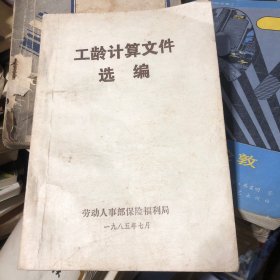 工龄计算文件
选编
劳动人事部保险福利局
一九八五年七月
敦